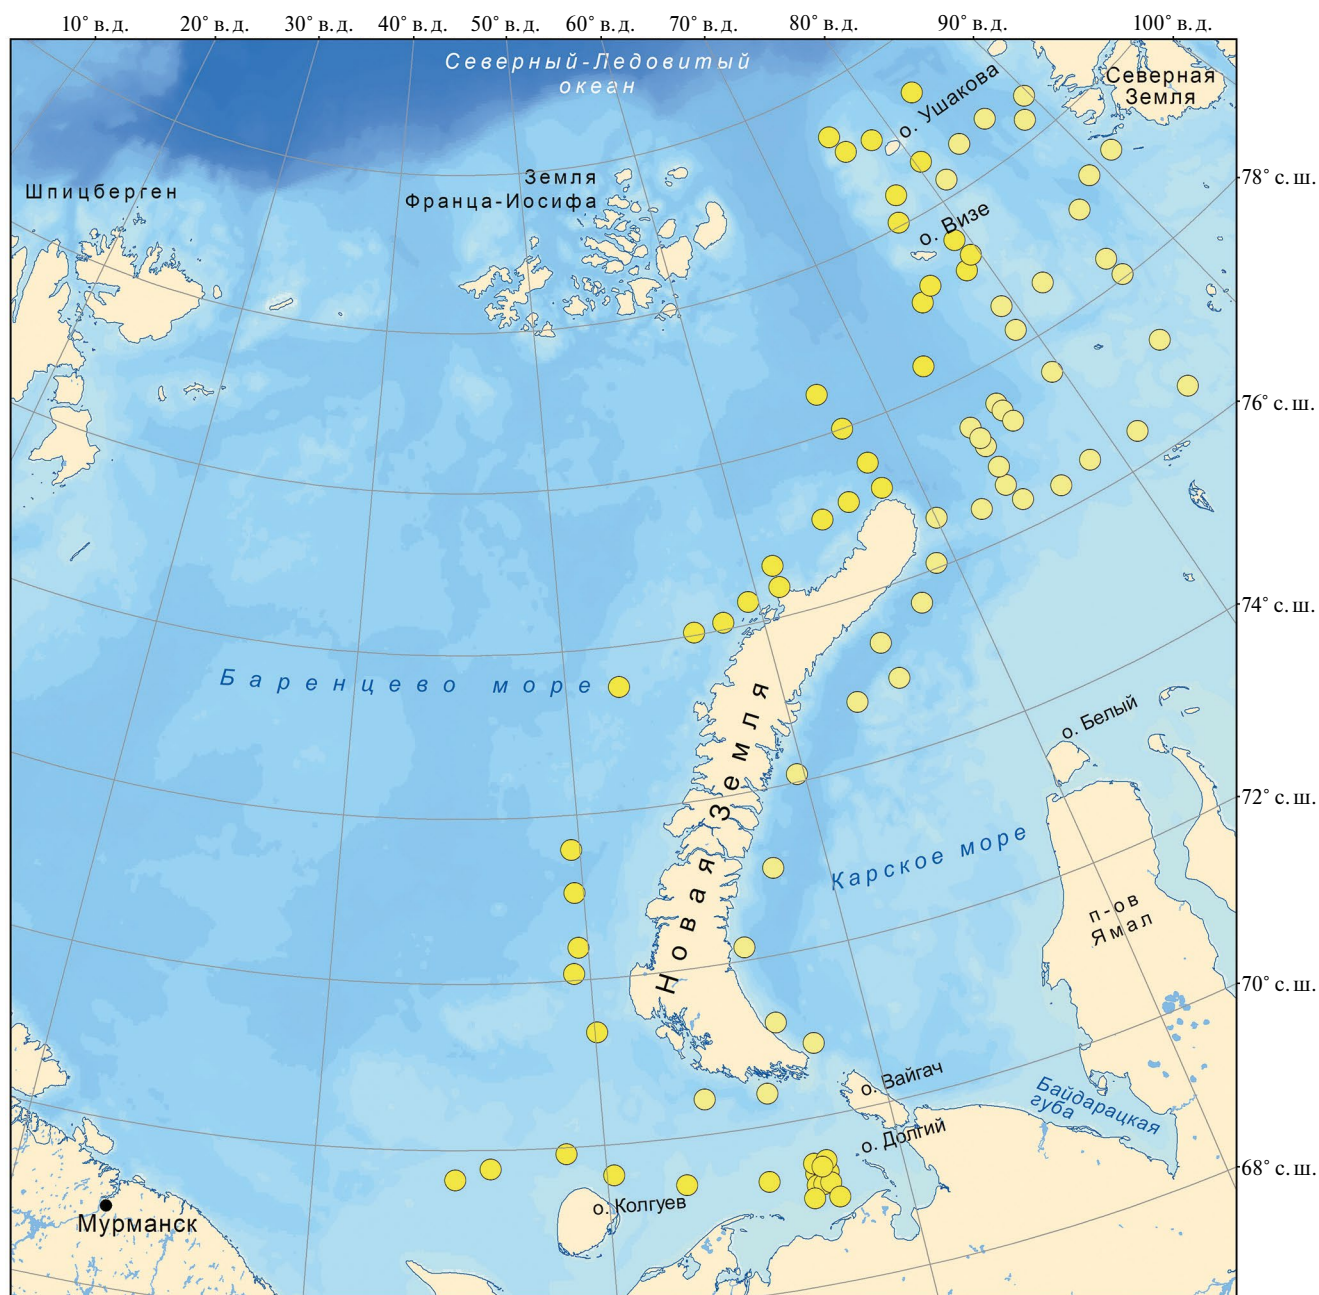 10° в.д.
20° в.д.
30° в.д.
40° в.д.
50° в.д.
60° в.д.
70° в.д.
80° в.д.
90° в.д.
100° в.д.
Северный-Ледовитый
океан
Северная
Земля
о. Ушакова
78° с.ш.
Шпицберген
Земля
Франца-Иосифа
о. Визе
76° с.ш.
74° с.ш.
Баренцево море
о. Белый
Новая Земля
72° с.ш.
Карское море
п-ов
Ямал
70° с.ш.
о. Вайгач
Байдарацкая
губа
о. Долгий
68° с.ш.
о. Колгуев
Мурманск